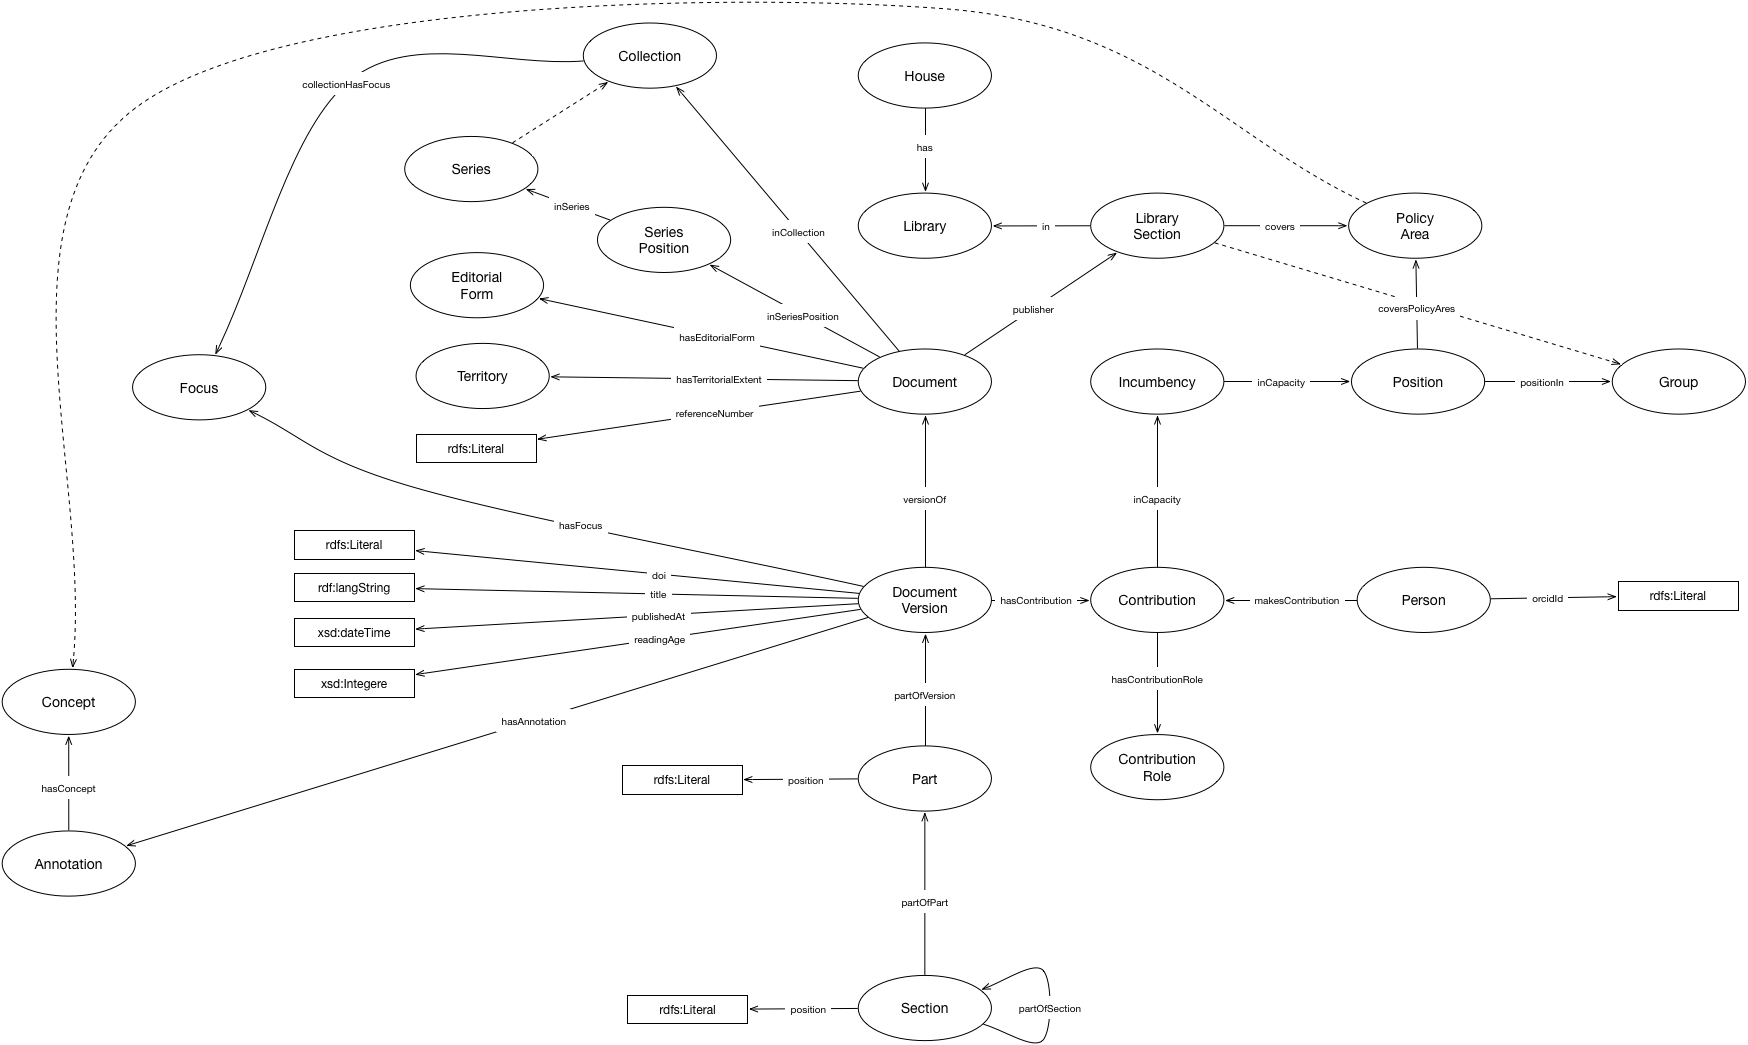 Collection
House
collectionHasFocus
has
Series
inSeries
Series
Position
inCollection
Library
in
Library
Section
covers
Policy
Area
Editorial
Form
inSeriesPosition
publisher
coversPolicyAres
hasEditorialForm
Territory
hasTerritorialExtent
Document
Incumbency
inCapacity
Position
positionIn
Group
Focus
referenceNumber
rdfs:Literal
versionOf
inCapacity
hasFocus
rdfs:Literal
doi
rdf:langString
title
Document
Version
hasContribution
Contribution
makesContribution
Person
orcidId
rdfs:Literal
publishedAt
xsd:dateTime
readingAge
xsd:Integere
hasContributionRole
partOfVersion
Concept
hasAnnotation
Contribution
Role
rdfs:Literal
position
Part
hasConcept
Annotation
partOfPart
rdfs:Literal
position
Section
partOfSection